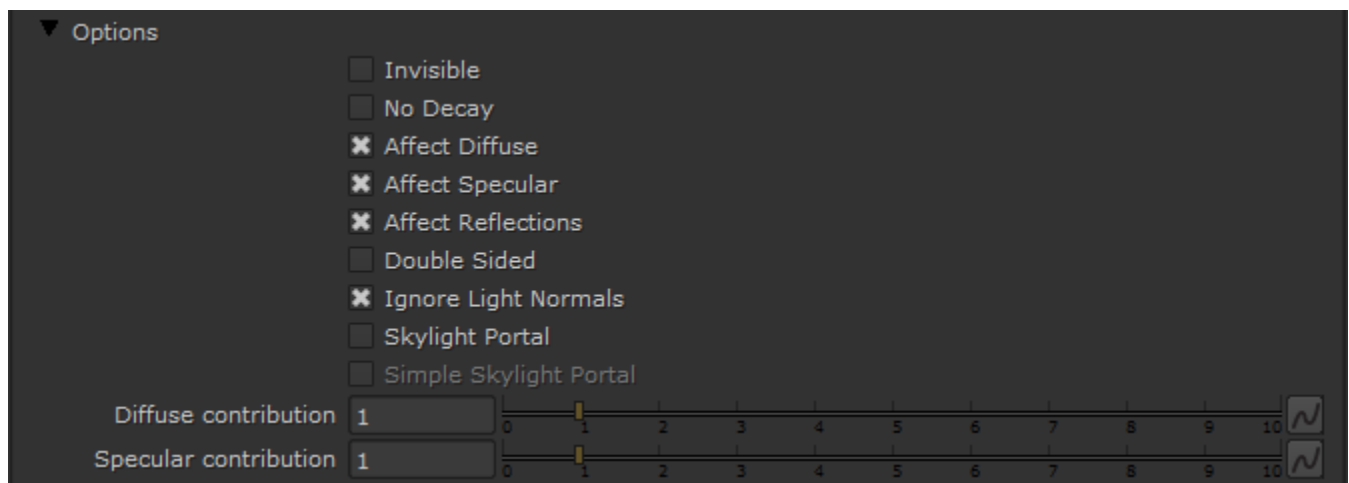 Options
Invisible
No Decay
Affect Diffuse
Affect Specular
Affect Reflections
Double Sided
Ignore Light Normals
Skylight Portal
Simple Skylight Portal
Diffuse contribution 1 0 1 2 3 4 5 6 7 8 9 10
Specular contribution 1 0 1 2 3 4 5 6 7 8 9 10